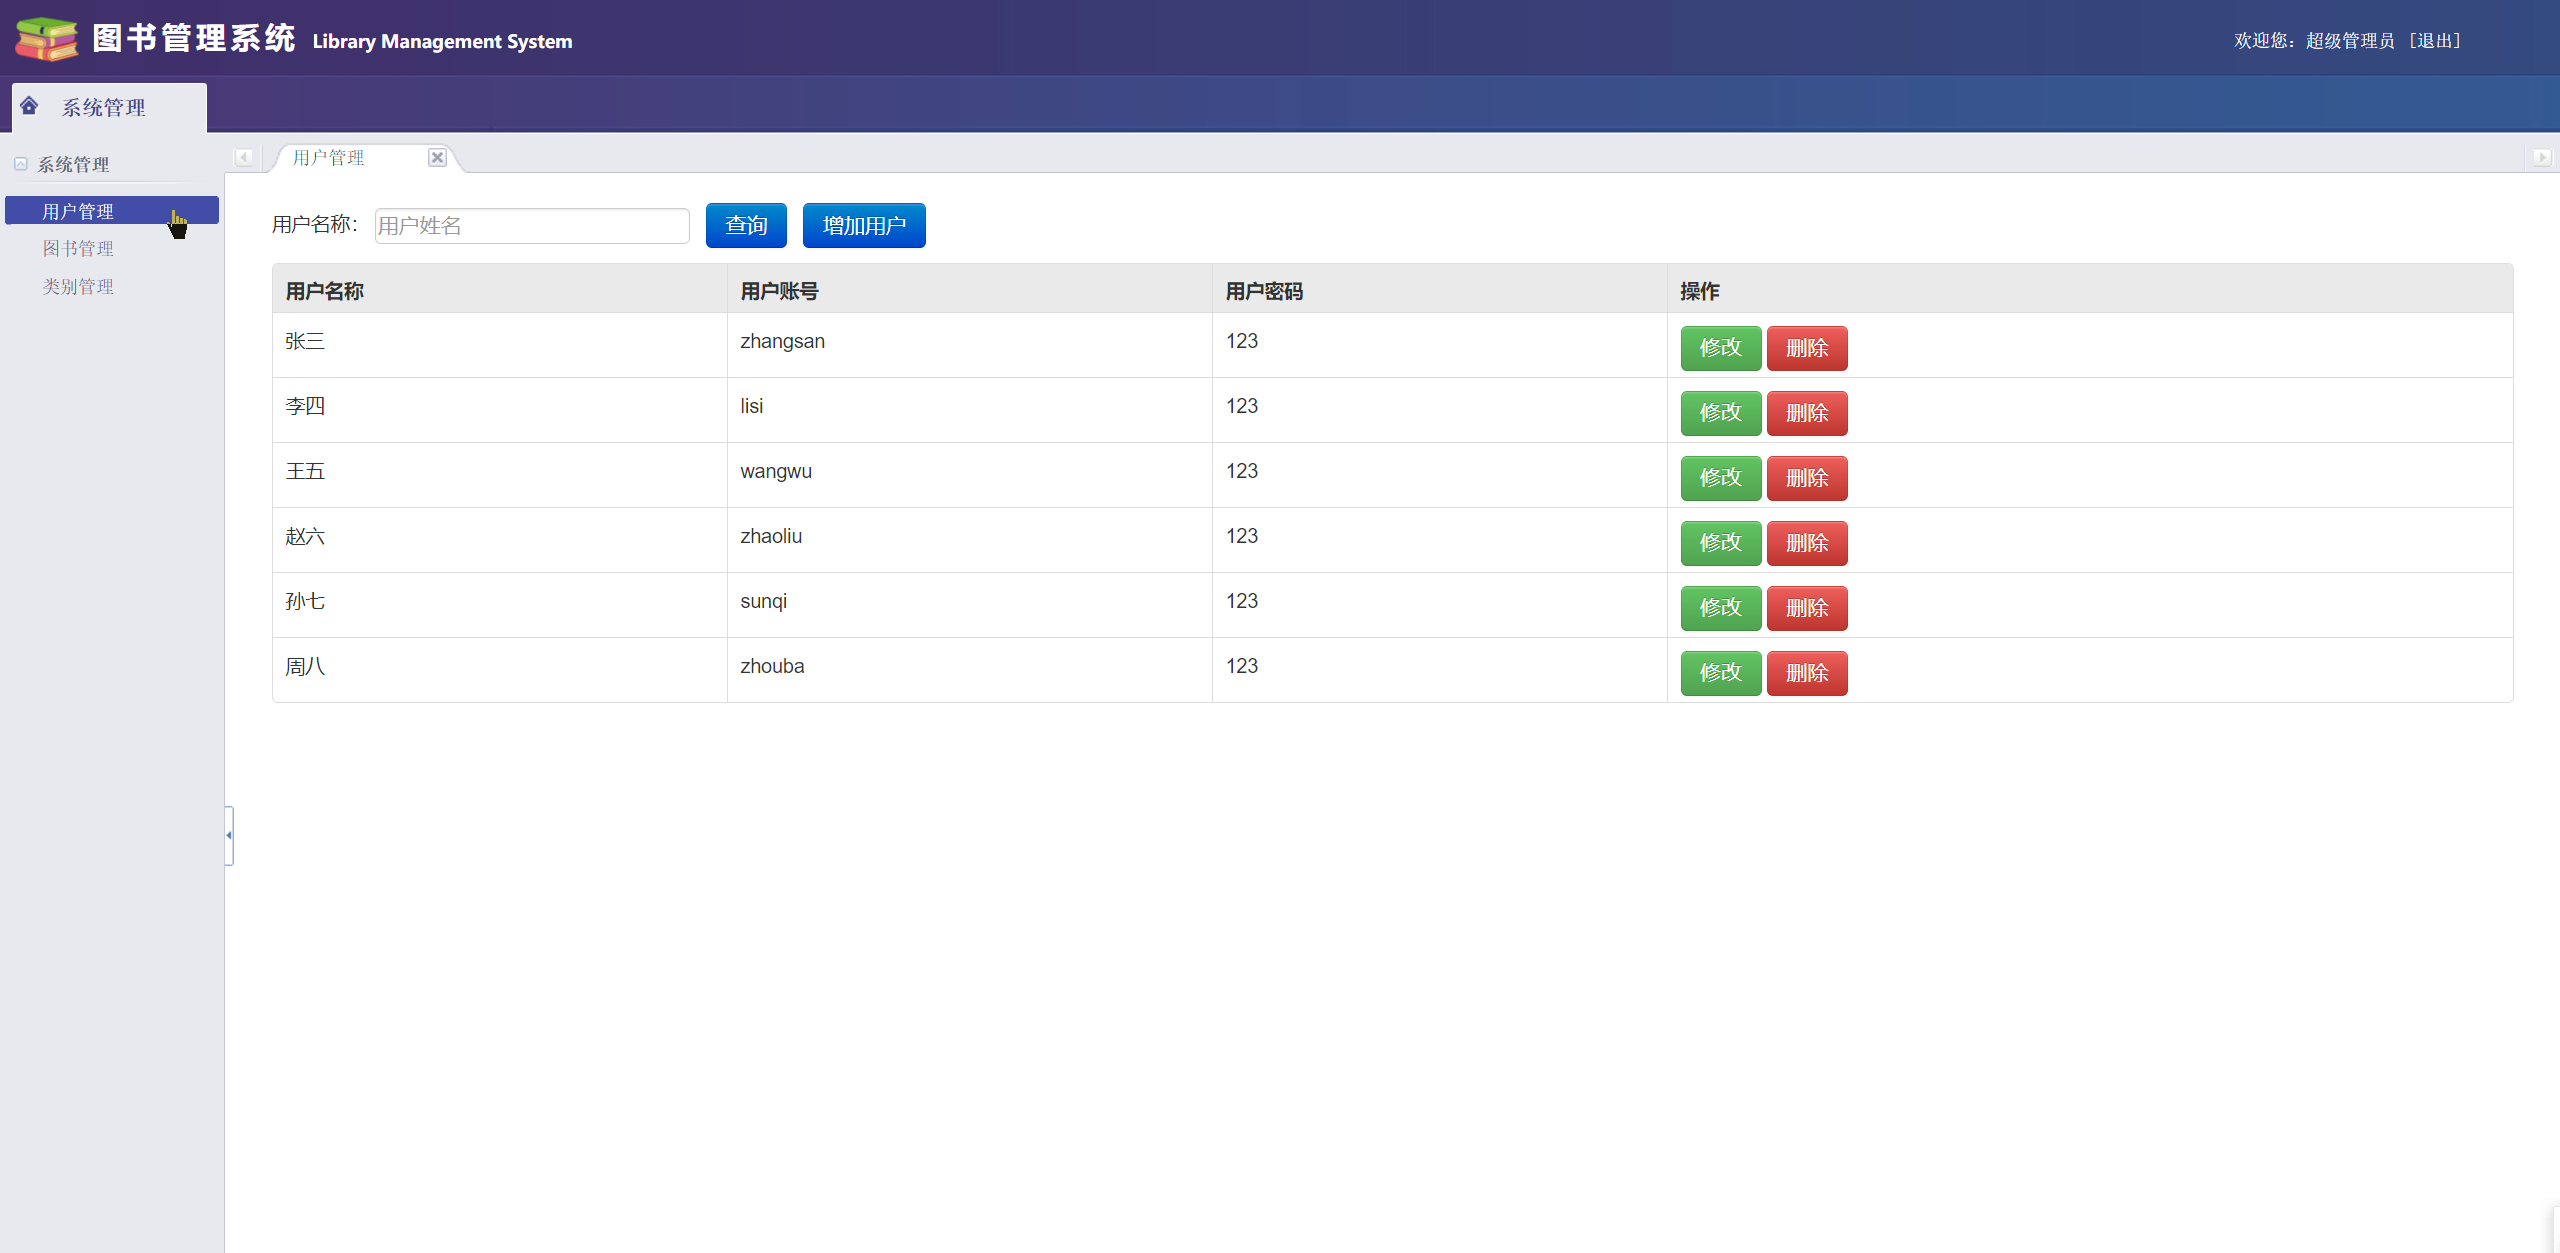 图书管理系统 Library Management System
欢迎您：超级管理员 [退出]
系统管理
系统管理
用户管理
图书管理
类别管理
用户管理
用户名称： 用户姓名 查询 增加用户
用户名称 用户账号 用户密码 操作
张三 zhangsan 123 修改 删除
李四 lisi 123 修改 删除
王五 wangwu 123 修改 删除
赵六 zhaoliu 123 修改 删除
孙七 sunqi 123 修改 删除
周八 zhouba 123 修改 删除